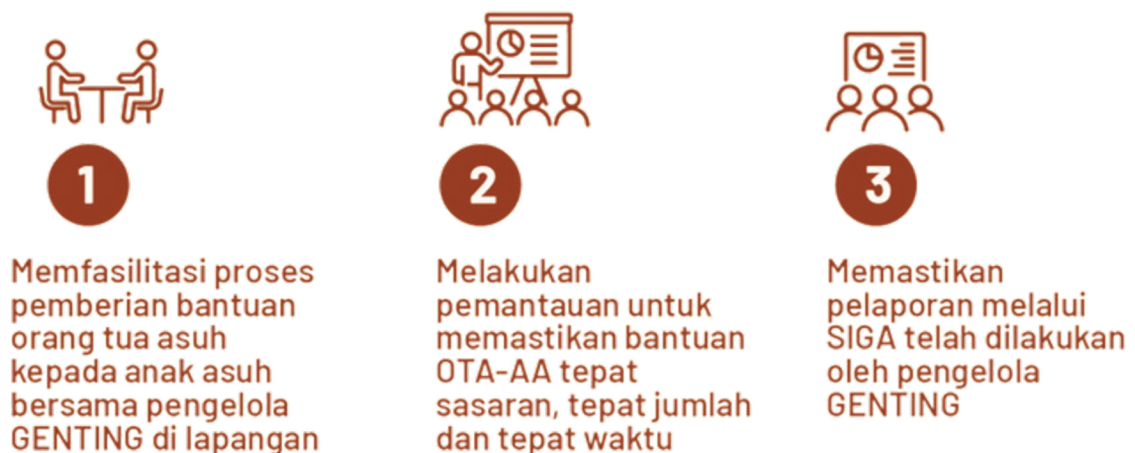 1
Memfasilitasi proses
pemberian bantuan
orang tua asuh
kepada anak asuh
bersama pengelola
GENTING di lapangan
2
Melakukan
pemantauan untuk
memastikan bantuan
OTA-AA tepat
sasaran, tepat jumlah
dan tepat waktu
3
Memastikan
pelaporan melalui
SIGA telah dilakukan
oleh pengelola
GENTING